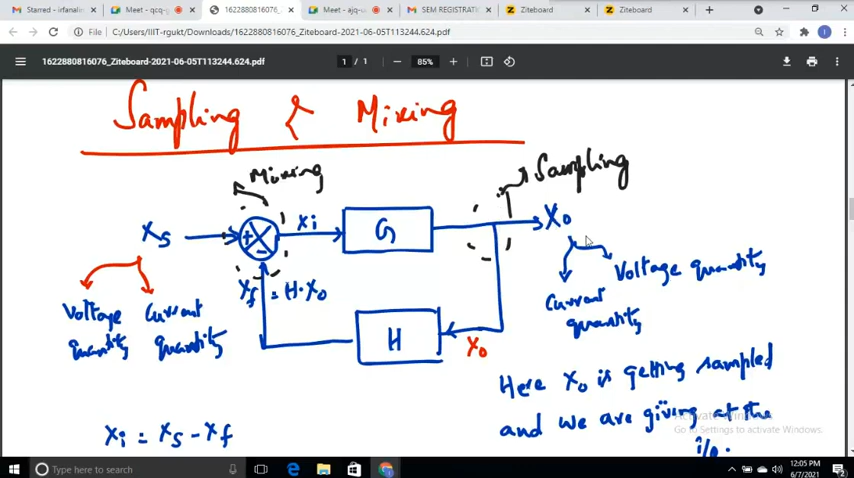 Starred - irfanalien
Meet - qcq-g
1622880816076_Z
Meet - ajq-u
SEM REGISTRATI
Ziteboard
Ziteboard
File | C:/Users/IIIT-rgukt/Downloads/1622880816076_Ziteboard-2021-06-05T113244.624.pdf
1622880816076_Ziteboard-2021-06-05T113244.624.pdf
1 / 1
85%
Sampling & Mixing
Mixing
Sampling
Xs
+
-
Xi
G
Xo
Xf = H·Xo
H
Xo
Voltage quantity
Current quantity
Current quantity
Voltage quantity
Here Xo is getting sampled
and we are giving at the
i/p.
Xi = Xs - Xf
Activate Windows
Go to Settings to activate Windows.
Type here to search
12:05 PM
6/7/2021